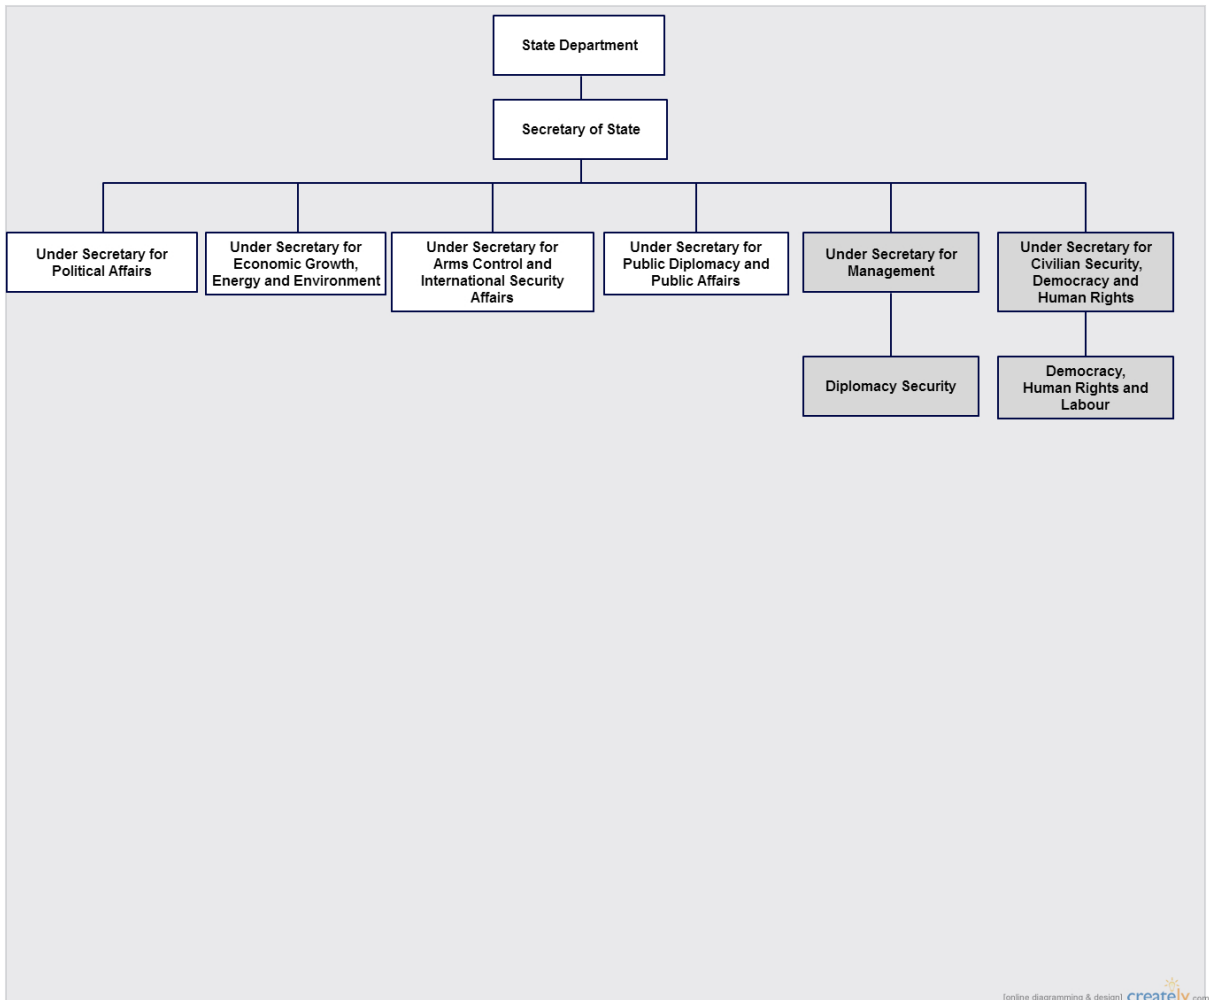 State Department
Secretary of State
Under Secretary for
Political Affairs
Under Secretary for
Economic Growth,
Energy and Environment
Under Secretary for
Arms Control and
International Security
Affairs
Under Secretary for
Public Diplomacy and
Public Affairs
Under Secretary for
Management
Under Secretary for
Civilian Security,
Democracy and
Human Rights
Diplomacy Security
Democracy,
Human Rights and
Labour
[online diagramming & design] creately.com